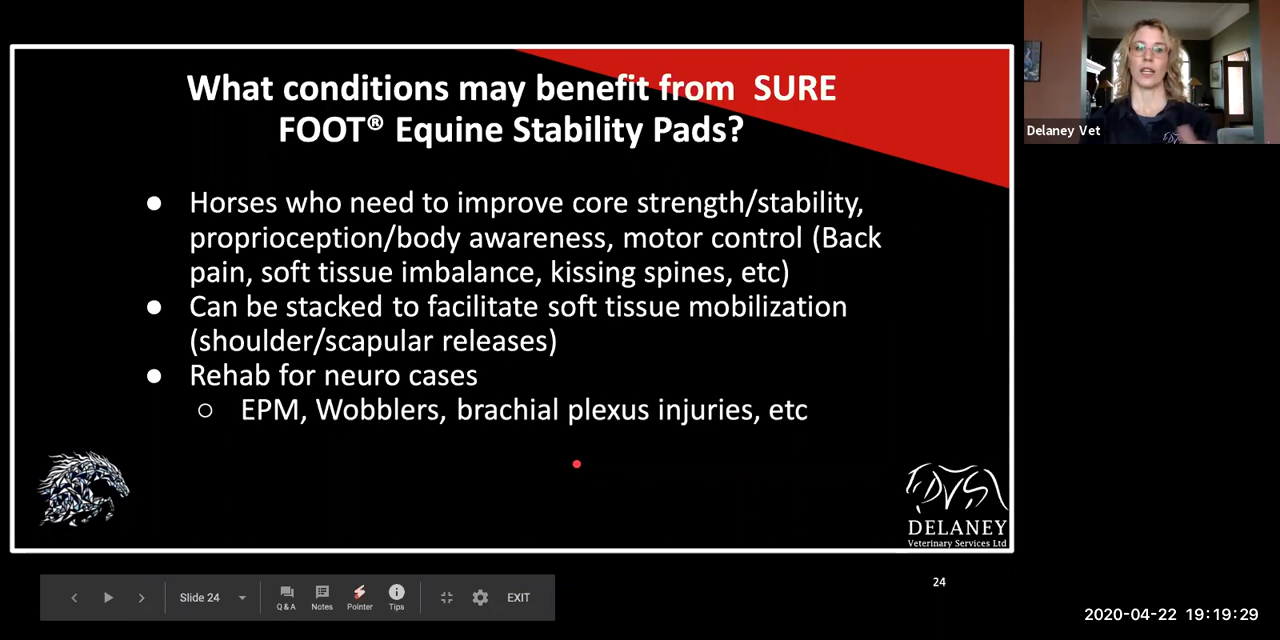 What conditions may benefit from SURE
FOOT® Equine Stability Pads?
Delaney Vet
● Horses who need to improve core strength/stability,
proprioception/body awareness, motor control (Back
pain, soft tissue imbalance, kissing spines, etc)
● Can be stacked to facilitate soft tissue mobilization
(shoulder/scapular releases)
● Rehab for neuro cases
○ EPM, Wobblers, brachial plexus injuries, etc
DVS
DELANEY
Veterinary Services Ltd
24
Slide 24
Q&A
Notes
Pointer
Tips
EXIT
2020-04-22 19:19:29